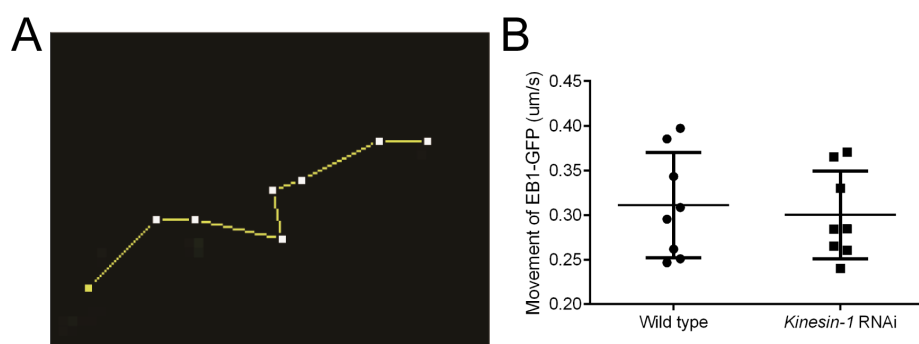 A
B
Movement of EB1-GFP (um/s)
0.45
0.40
0.35
0.30
0.25
0.20
Wild type
Kinesin-1 RNAi